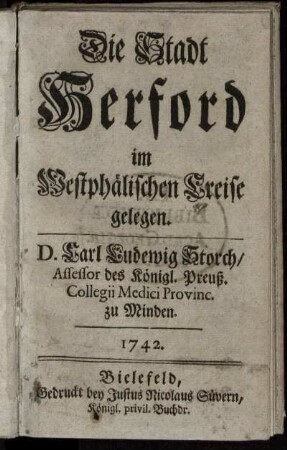 Die Stadt
Herford
im
Westphälischen Creise
gelegen.
D. Carl Ludewig Storch/
Assessor des Königl. Preuß.
Collegii Medici Provinc.
zu Minden.
1742.
Bielefeld,
Gedruckt bey Justus Nicolaus Süvern,
Königl. privil. Buchdr.